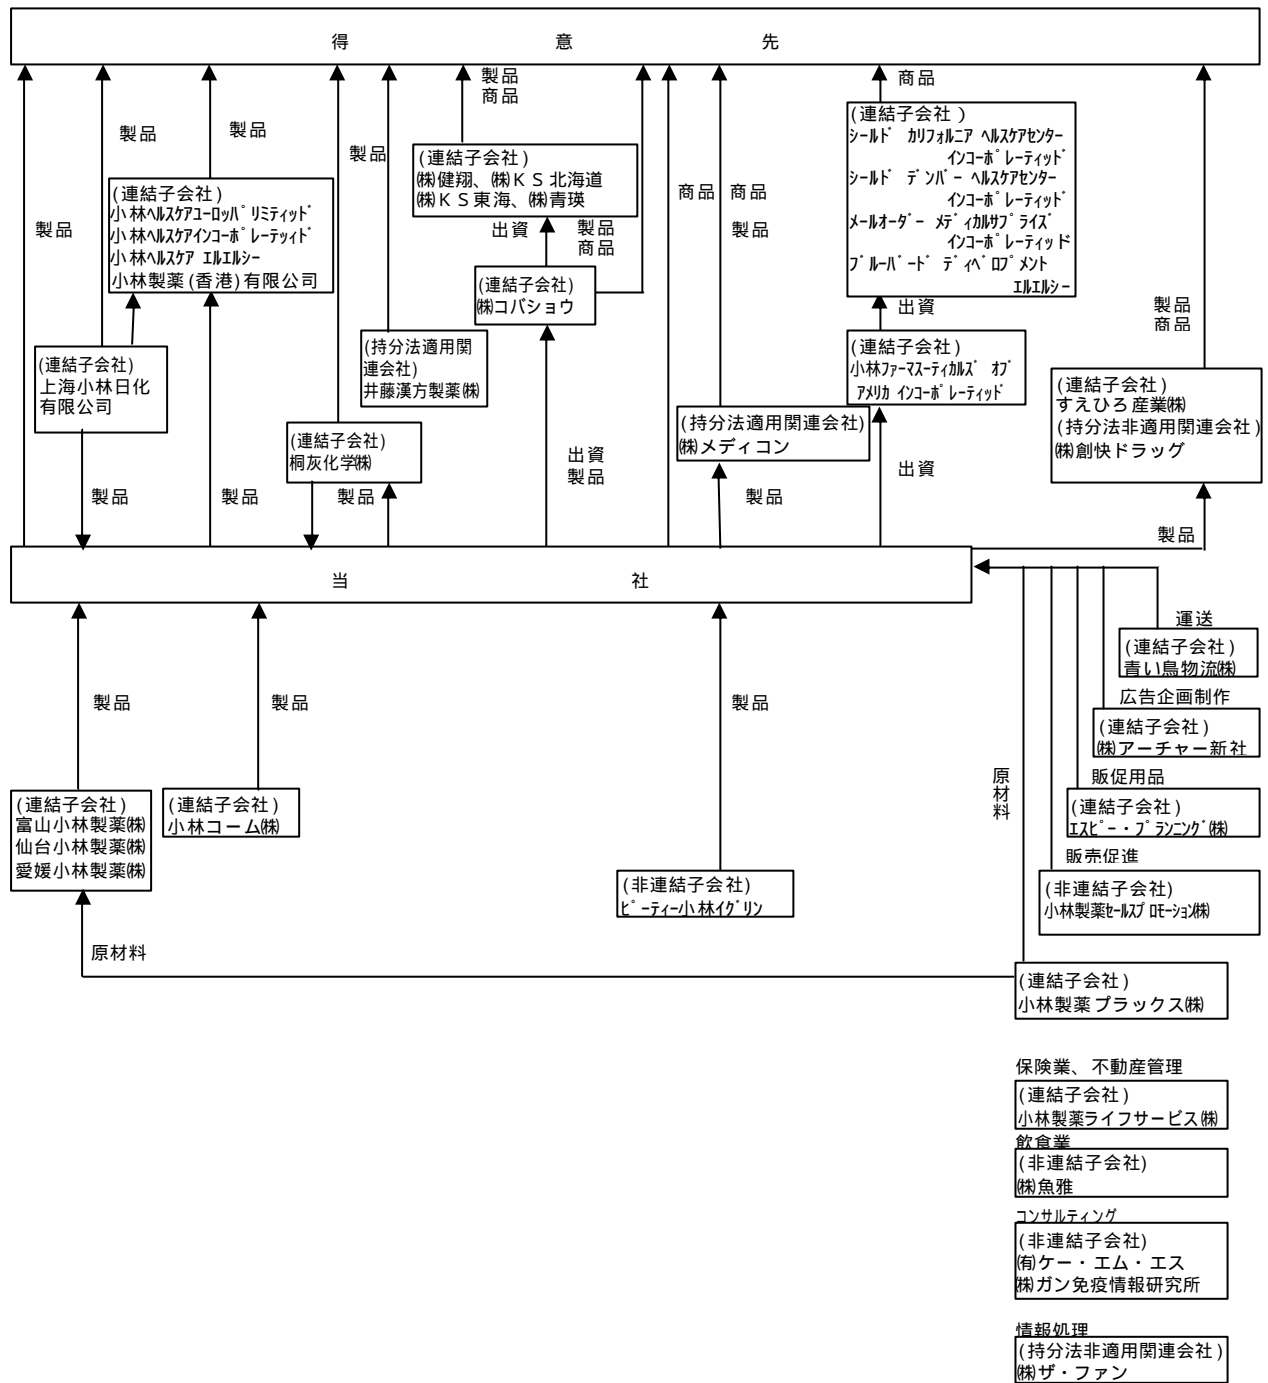 得意先
製品
商品
商品
製品
製品
製品
(連結子会社)
㈱健翔、㈱ＫＳ北海道
㈱ＫＳ東海、㈱青瑛
(連結子会社)
シールド カリフォルニア ヘルスケアセンター
インコーポレーティッド
シールド デンバー ヘルスケアセンター
インコーポレーティッド
メールオーダー メディカルサプライズ
インコーポレーティッド
ブルーバード ディベロプメント
エルエルシー
(連結子会社)
小林ヘルスケアユーロッパ リミティッド
小林ヘルスケアインコーポレーテッィド
小林ヘルスケア エルエルシー
小林製薬(香港)有限公司
商品
商品
製品
製品
出資
製品
商品
(連結子会社)
㈱コバショウ
出資
製品
商品
(連結子会社)
上海小林日化
有限公司
(持分法適用関
連会社)
井藤漢方製薬㈱
(連結子会社)
小林ファーマスーティカルズ オブ
アメリカ インコーポレーティッド
(連結子会社)
すえひろ産業㈱
(持分法非適用関連会社)
㈱創快ドラッグ
(持分法適用関連会社)
㈱メディコン
(連結子会社)
桐灰化学㈱
出資
製品
出資
製品
製品
製品
製品
製品
当社
運送
(連結子会社)
青い鳥物流㈱
製品
製品
製品
広告企画制作
(連結子会社)
㈱アーチャー新社
原材料
販促用品
(連結子会社)
エスピー・プランニング㈱
(連結子会社)
富山小林製薬㈱
仙台小林製薬㈱
愛媛小林製薬㈱
(連結子会社)
小林コーム㈱
販売促進
(非連結子会社)
小林製薬セールスプロモーション㈱
(非連結子会社)
ピーティー小林イグリン
原材料
(連結子会社)
小林製薬プラックス㈱
保険業、不動産管理
(連結子会社)
小林製薬ライフサービス㈱
飲食業
(非連結子会社)
㈱魚雅
コンサルティング
(非連結子会社)
㈲ケー・エム・エス
㈱ガン免疫情報研究所
情報処理
(持分法非適用関連会社)
㈱ザ・ファン